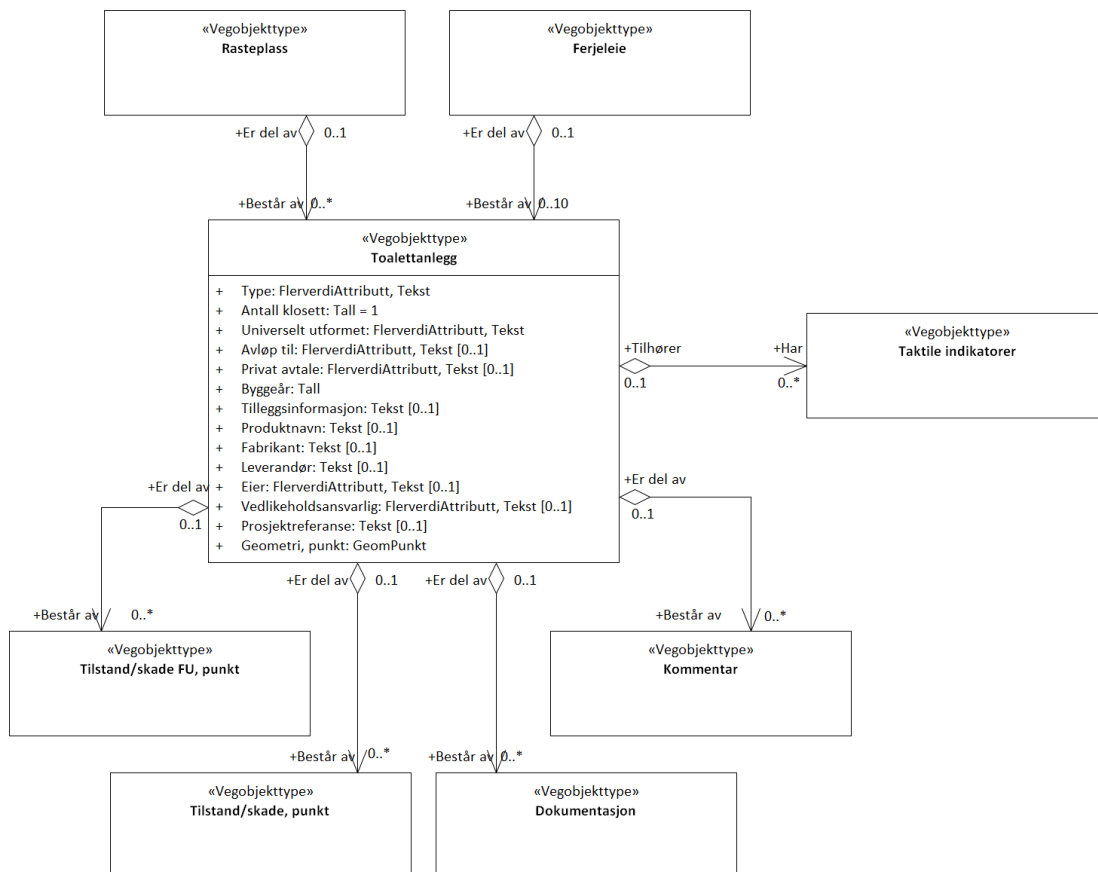 «Vegobjekttype»
Rasteplass
«Vegobjekttype»
Ferjeleie
+Er del av 0..1
+Er del av 0..1
+Består av 0..*
+Består av 0..10
«Vegobjekttype»
Toalettanlegg
+ Type: FlerverdiAttributt, Tekst
+ Antall klosett: Tall = 1
+ Universelt utformet: FlerverdiAttributt, Tekst
+ Avløp til: FlerverdiAttributt, Tekst [0..1]
+ Privat avtale: FlerverdiAttributt, Tekst [0..1]
+ Byggeår: Tall
+ Tilleggsinformasjon: Tekst [0..1]
+ Produktnavn: Tekst [0..1]
+ Fabrikant: Tekst [0..1]
+ Leverandør: Tekst [0..1]
+ Eier: FlerverdiAttributt, Tekst [0..1]
+ Vedlikeholdsansvarlig: FlerverdiAttributt, Tekst [0..1]
+ Prosjektreferanse: Tekst [0..1]
+ Geometri, punkt: GeomPunkt
+Tilhører
0..1
+Har
0..*
«Vegobjekttype»
Taktile indikatorer
+Er del av
0..1
+Er del av
0..1
+Er del av 0..1
+Er del av 0..1
+Består av 0..*
«Vegobjekttype»
Tilstand/skade FU, punkt
+Består av 0..*
«Vegobjekttype»
Kommentar
+Består av 0..*
«Vegobjekttype»
Tilstand/skade, punkt
+Består av 0..*
«Vegobjekttype»
Dokumentasjon